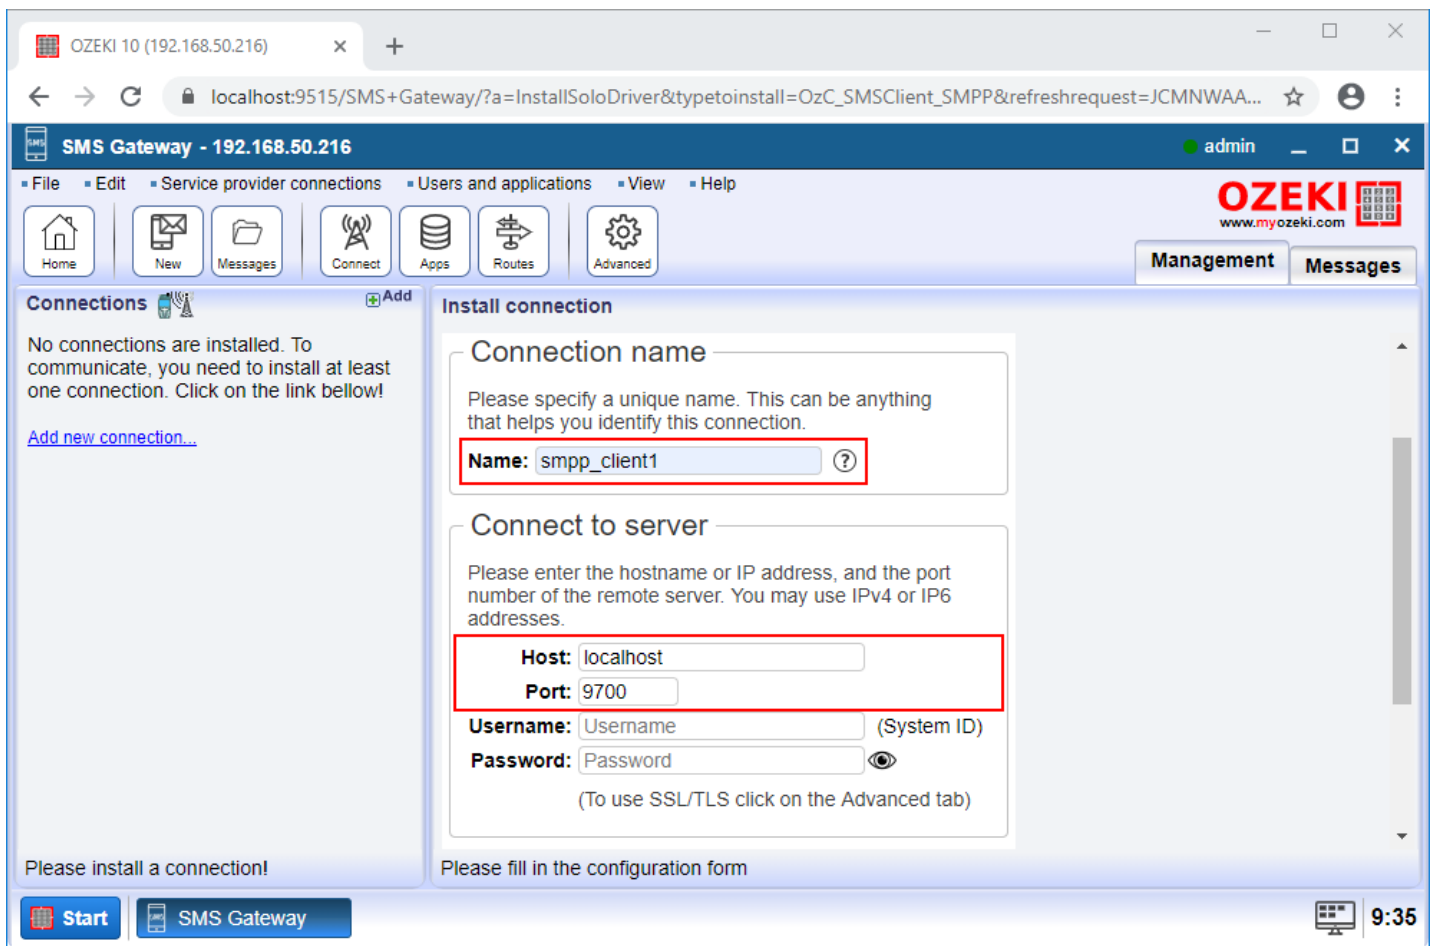 OZEKI 10 (192.168.50.216)
localhost:9515/SMS+Gateway/?a=InstallSoloDriver&typetoinstall=OzC_SMSClient_SMPP&refreshrequest=JCMNWAA...
SMS Gateway - 192.168.50.216
admin
File Edit Service provider connections Users and applications View Help
OZEKI
www.myozeki.com
Home New Messages Connect Apps Routes Advanced
Management Messages
Connections Add
No connections are installed. To
communicate, you need to install at least
one connection. Click on the link bellow!
Add new connection...
Please install a connection!
Install connection
Connection name
Please specify a unique name. This can be anything
that helps you identify this connection.
Name: smpp_client1 ?
Connect to server
Please enter the hostname or IP address, and the port
number of the remote server. You may use IPv4 or IP6
addresses.
Host: localhost
Port: 9700
Username: Username (System ID)
Password: Password
(To use SSL/TLS click on the Advanced tab)
Please fill in the configuration form
Start SMS Gateway 9:35